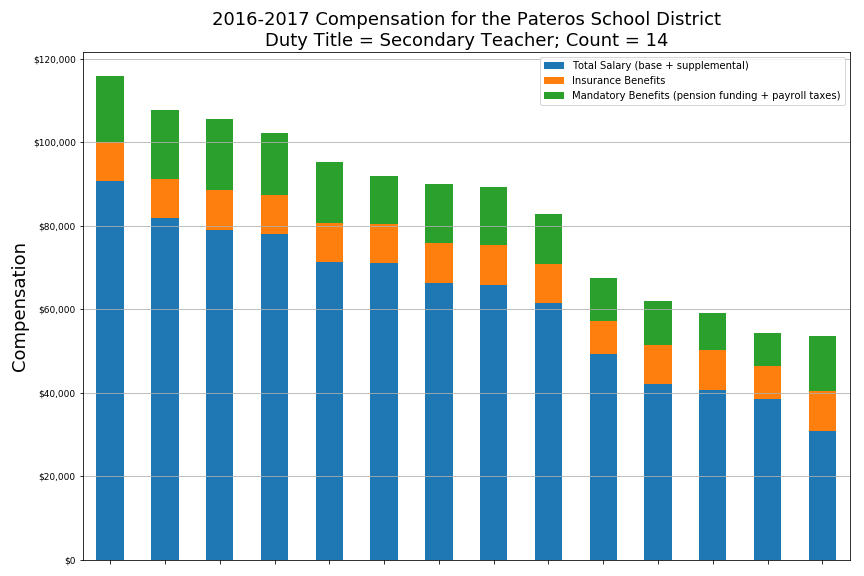 2016-2017 Compensation for the Pateros School District
Duty Title = Secondary Teacher; Count = 14
Total Salary (base + supplemental)
Insurance Benefits
Mandatory Benefits (pension funding + payroll taxes)
Compensation
$120,000
$100,000
$80,000
$60,000
$40,000
$20,000
$0